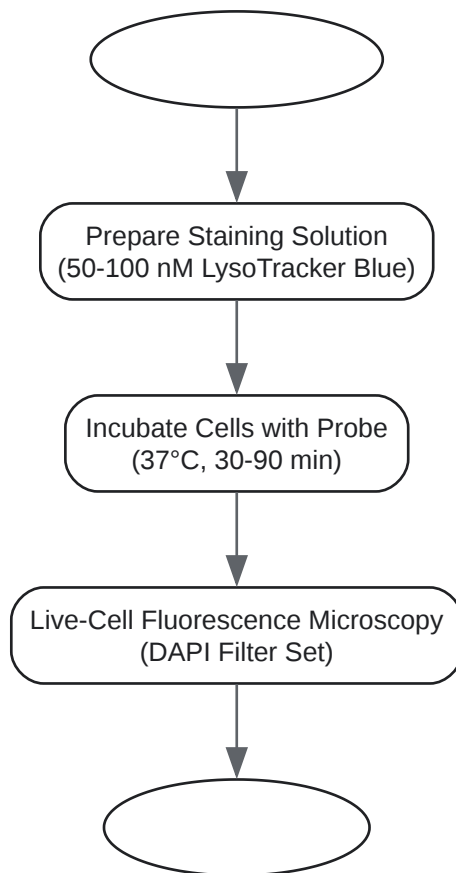 Prepare Staining Solution
(50-100 nM LysoTracker Blue)
Incubate Cells with Probe
(37°C, 30-90 min)
Live-Cell Fluorescence Microscopy
(DAPI Filter Set)